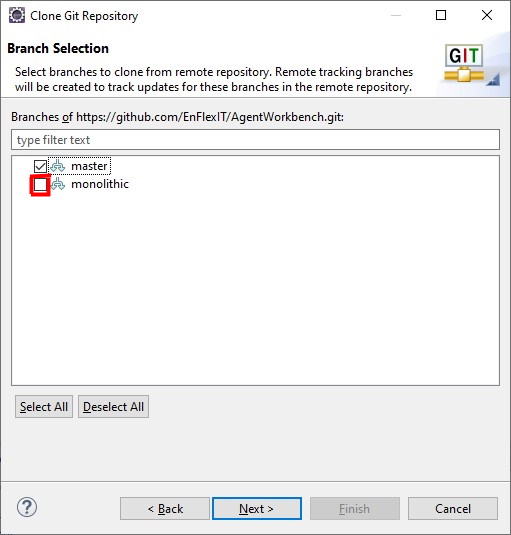 Clone Git Repository
Branch Selection
Select branches to clone from remote repository. Remote tracking branches
will be created to track updates for these branches in the remote repository.
GIT
Branches of https://github.com/EnFlexIT/AgentWorkbench.git:
type filter text
master
monolithic
Select All Deselect All
? < Back Next > Finish Cancel